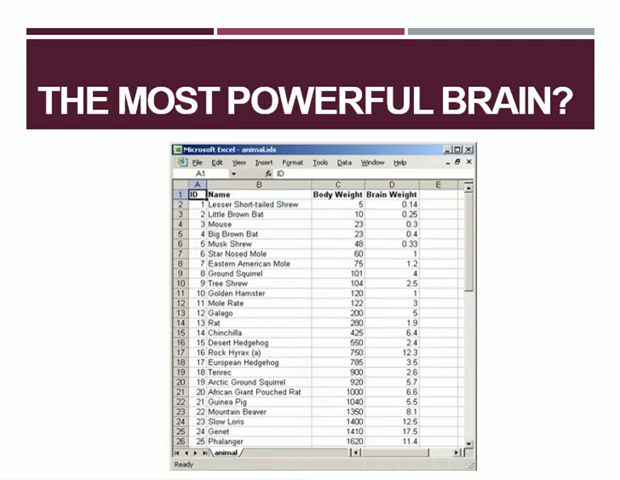 THE MOST POWERFUL BRAIN?
Microsoft Excel - animal.xls
File Edit View Insert Format Tools Data Window Help
A1 fx ID
A B C D E
1 ID Name Body Weight Brain Weight
2 1 Lesser Short-tailed Shrew 5 0.14
3 2 Little Brown Bat 10 0.25
4 3 Mouse 23 0.3
5 4 Big Brown Bat 23 0.4
6 5 Musk Shrew 48 0.33
7 6 Star Nosed Mole 60 1
8 7 Eastern American Mole 75 1.2
9 8 Ground Squirrel 101 4
10 9 Tree Shrew 104 2.5
11 10 Golden Hamster 120 1
12 11 Mole Rate 122 3
13 12 Galago 200 5
14 13 Rat 280 1.9
15 14 Chinchilla 425 6.4
16 15 Desert Hedgehog 550 2.4
17 16 Rock Hyrax (a) 750 12.3
18 17 European Hedgehog 785 3.5
19 18 Tenrec 900 2.6
20 19 Arctic Ground Squirrel 920 5.7
21 20 African Giant Pouched Rat 1000 6.6
22 21 Guinea Pig 1040 5.5
23 22 Mountain Beaver 1350 8.1
24 23 Slow Loris 1400 12.5
25 24 Genet 1410 17.5
26 25 Phalanger 1620 11.4
animal
Ready